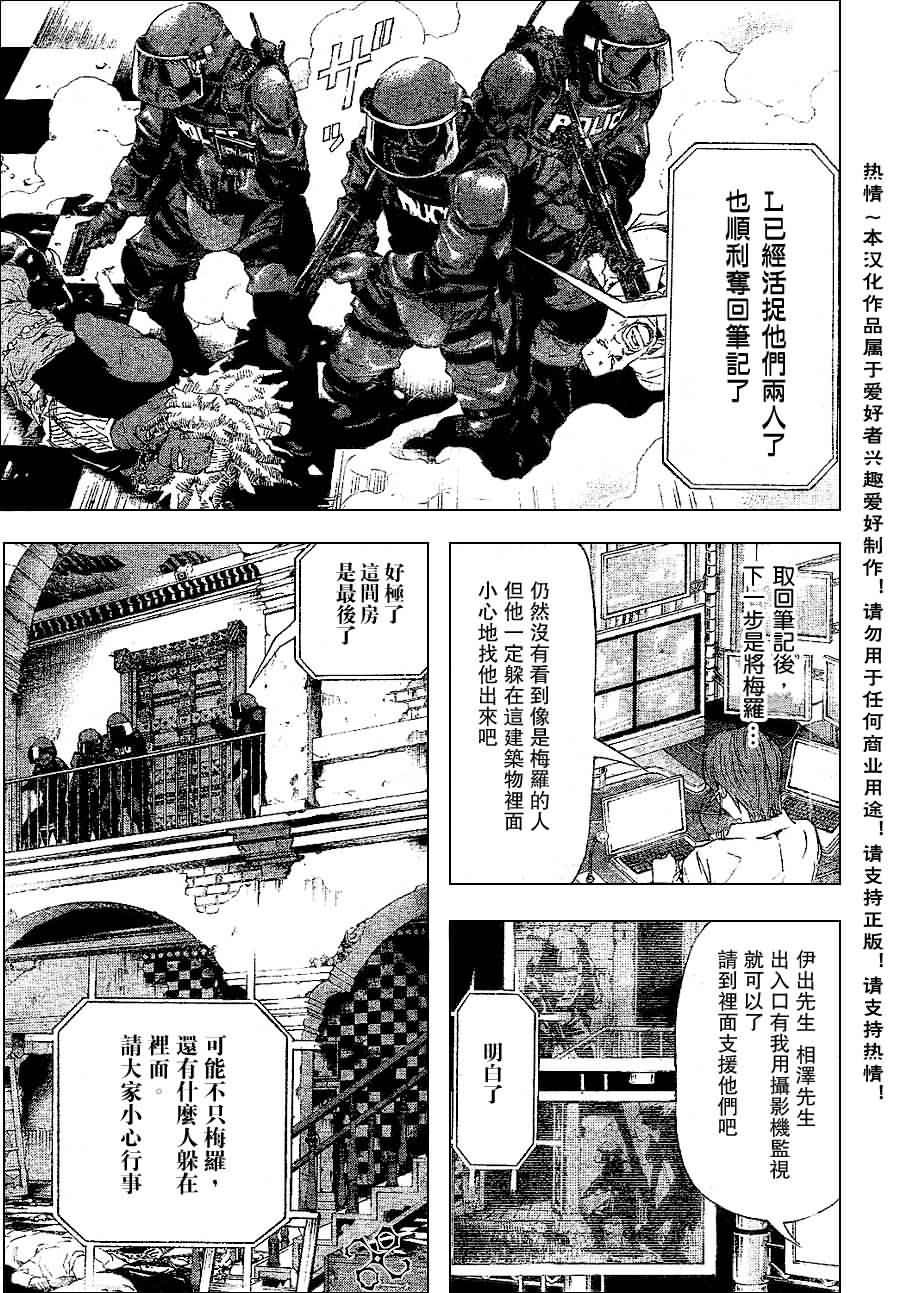 ザッ
L已經活捉他們兩人了
也順利奪回筆記了
取回筆記後，
下一步是將梅羅…
仍然沒有看到像是梅羅的人
但他一定躲在這建築物裡面
小心地找他出來吧
伊出先生 相澤先生
出入口有我用攝影機監視
就可以了
請到裡面支援他們吧
明白了
好極了
這間房
是最後了
可能不只梅羅，
還有什麼人躲在
裡面。
請大家小心行事
POLICE
POLICE
热情~本汉化作品属于爱好者兴趣爱好制作！请勿用于任何商业用途！请支持正版！请支持热情！